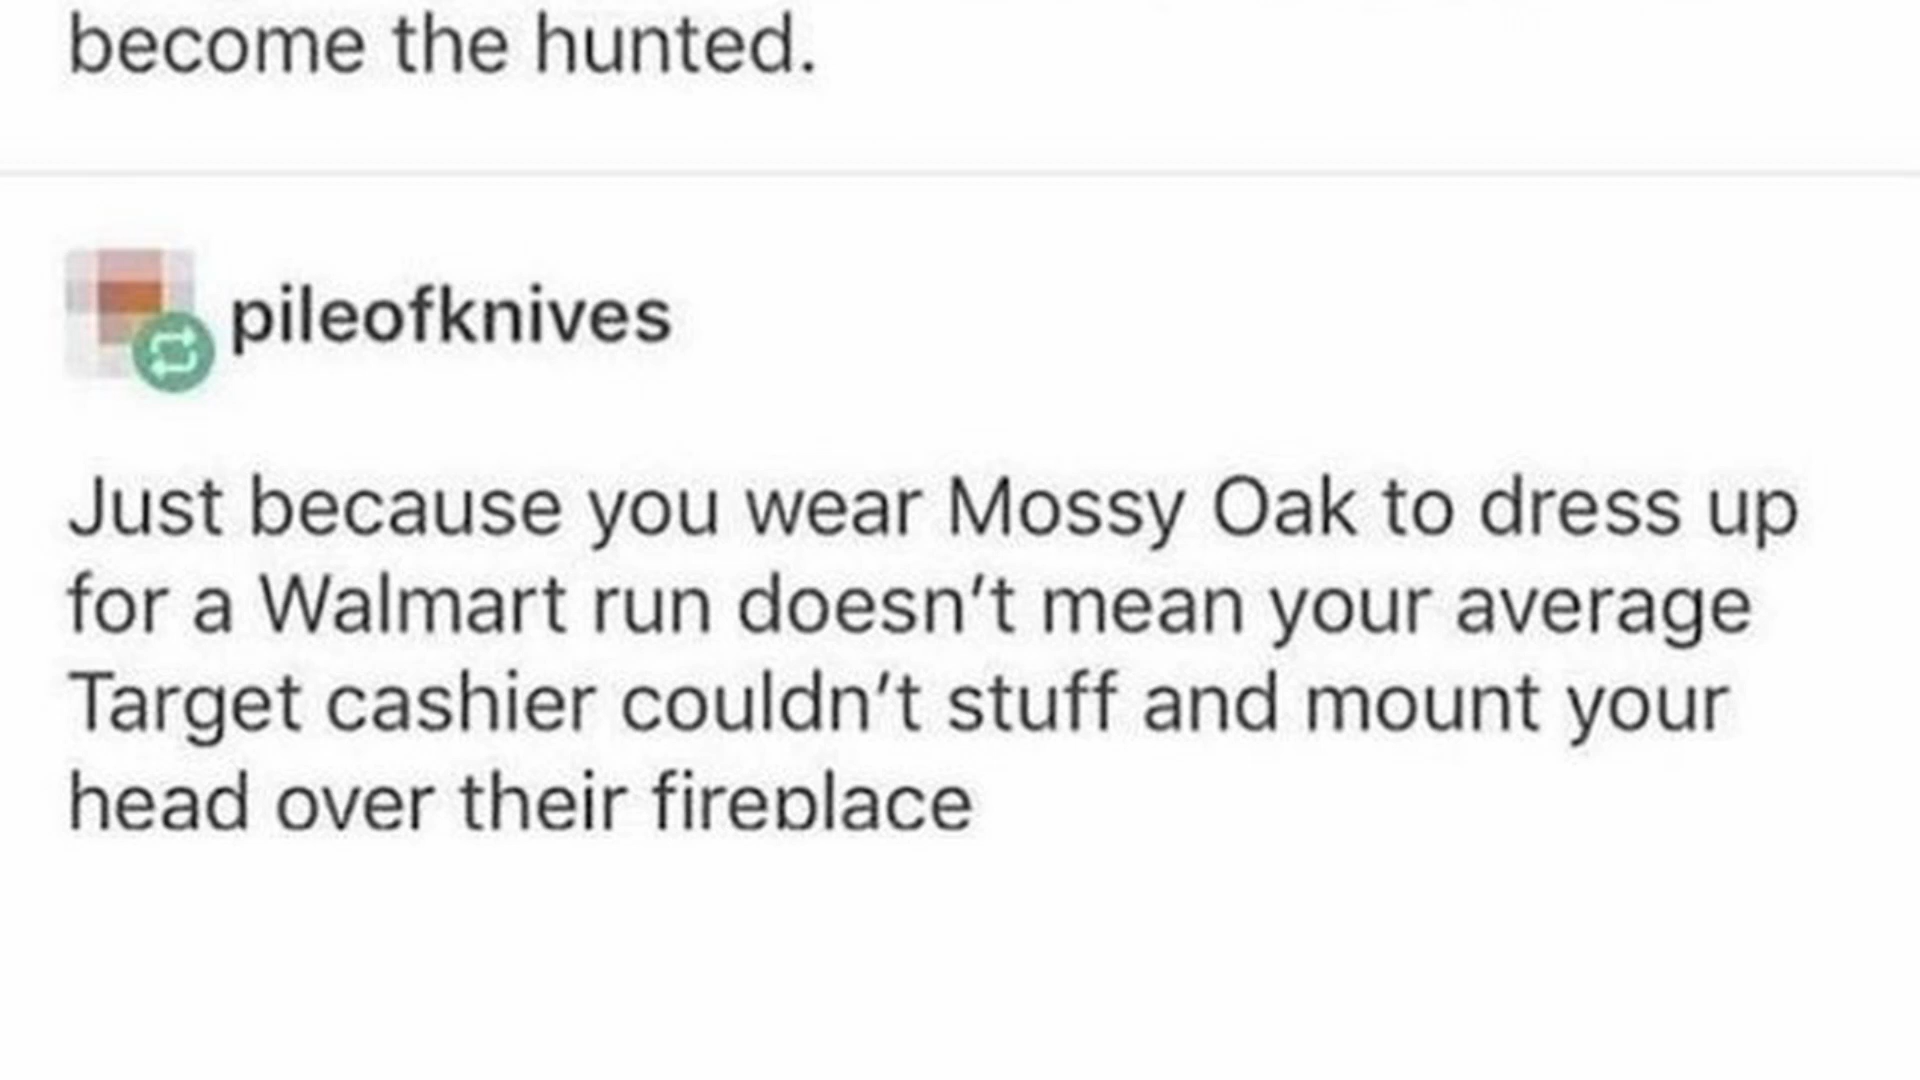 become the hunted.
pileofknives
Just because you wear Mossy Oak to dress up
for a Walmart run doesn’t mean your average
Target cashier couldn’t stuff and mount your
head over their fireplace